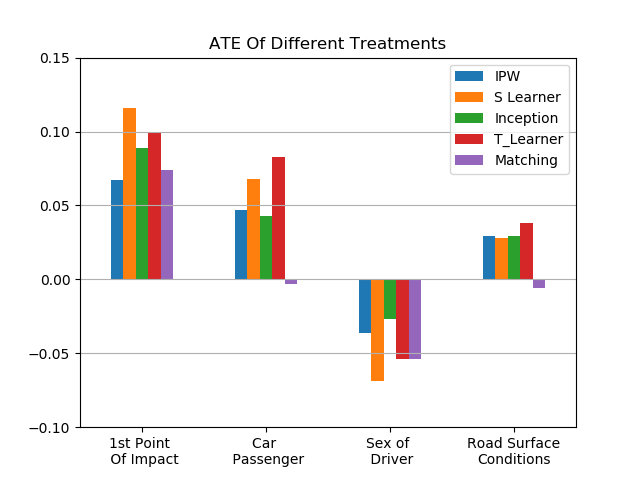 ATE Of Different Treatments
0.15
0.10
0.05
0.00
−0.05
−0.10
IPW
S Learner
Inception
T_Learner
Matching
1st Point
Of Impact
Car
Passenger
Sex of
Driver
Road Surface
Conditions